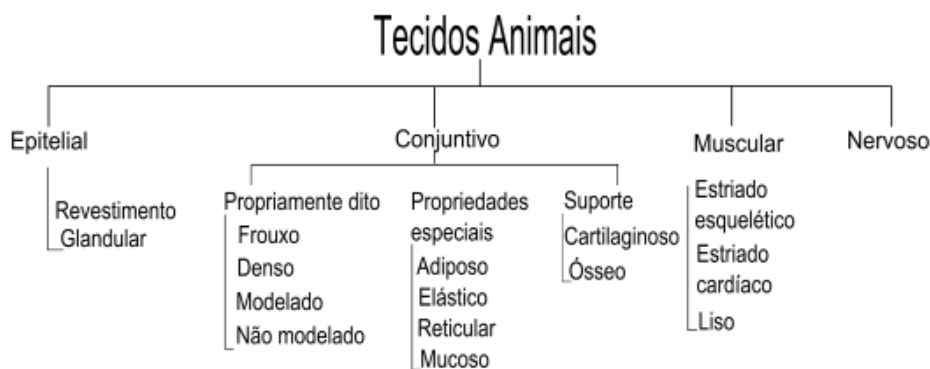 Tecidos Animais
Epitelial
Conjuntivo
Muscular
Nervoso
Revestimento
Glandular
Propriamente dito
Frouxo
Denso
Modelado
Não modelado
Propriedades
especiais
Adiposo
Elástico
Reticular
Mucoso
Suporte
Cartilaginoso
Ósseo
Estriado
esquelético
Estriado
cardíaco
Liso